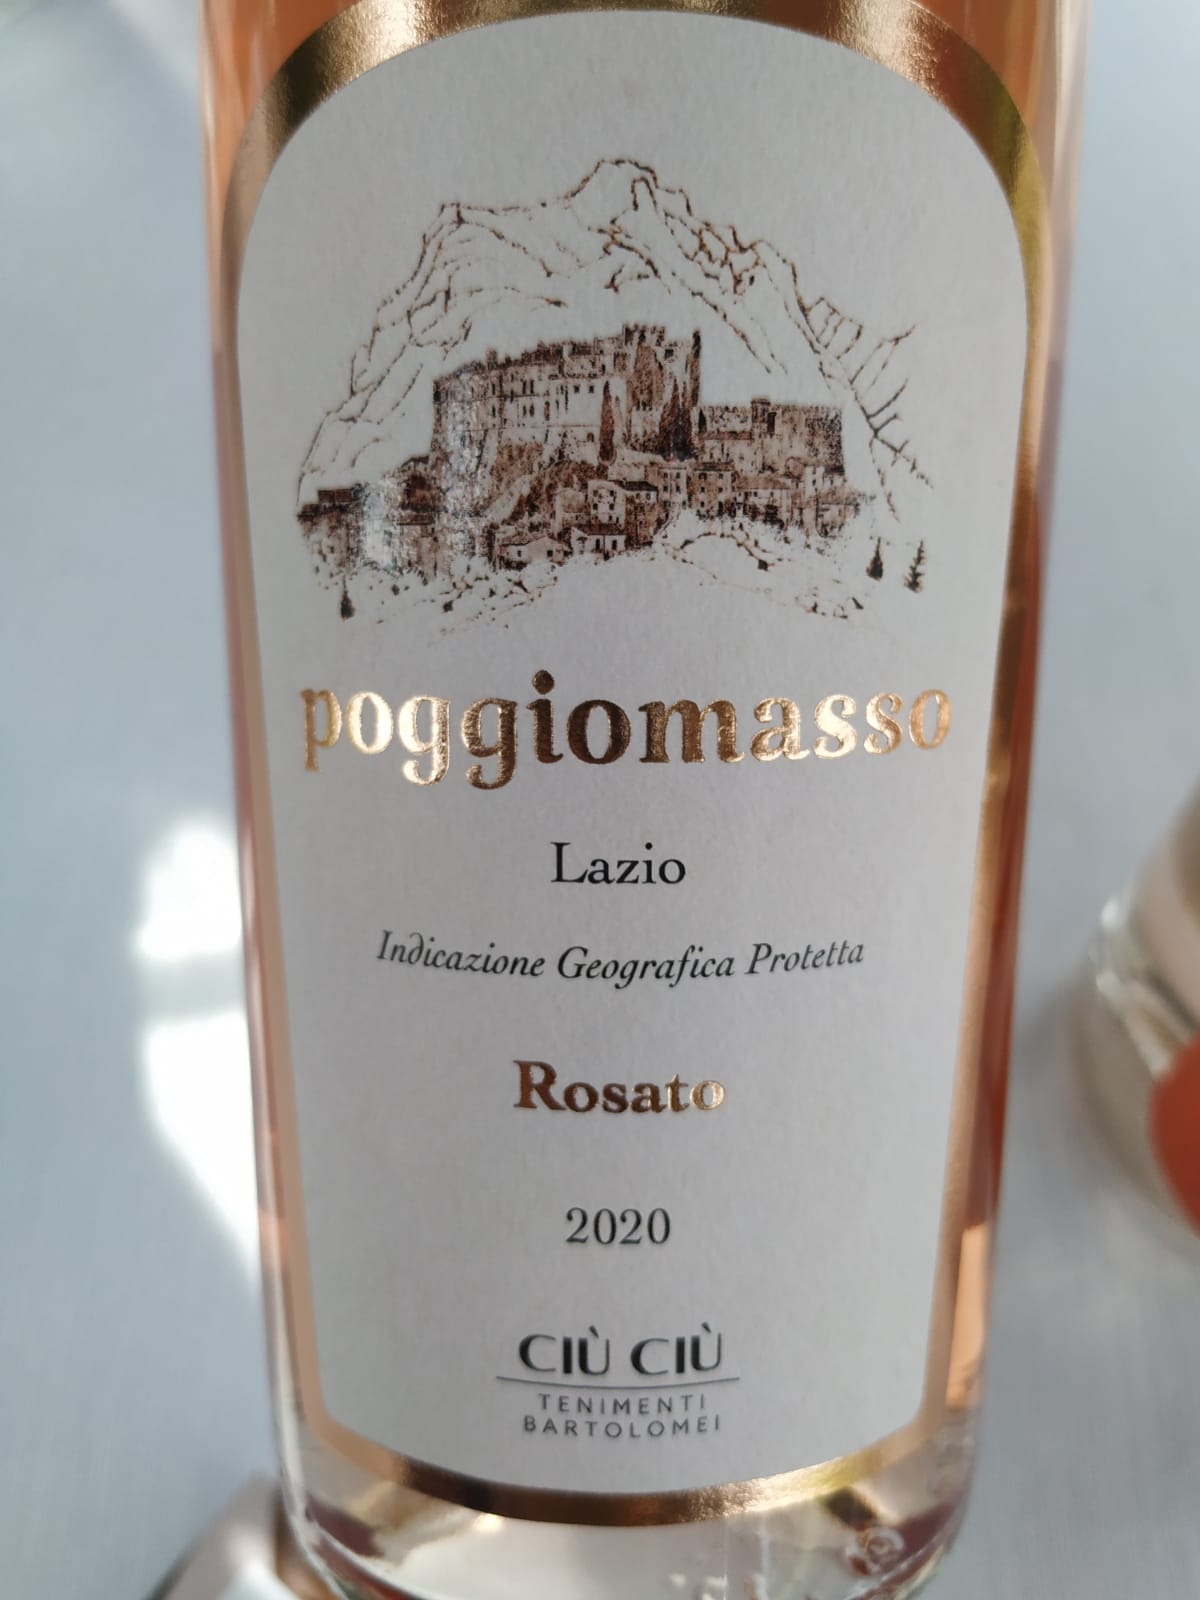 poggiomasso
Lazio
Indicazione Geografica Protetta
Rosato
2020
CIÙ CIÙ
TENIMENTI
BARTOLOMEI